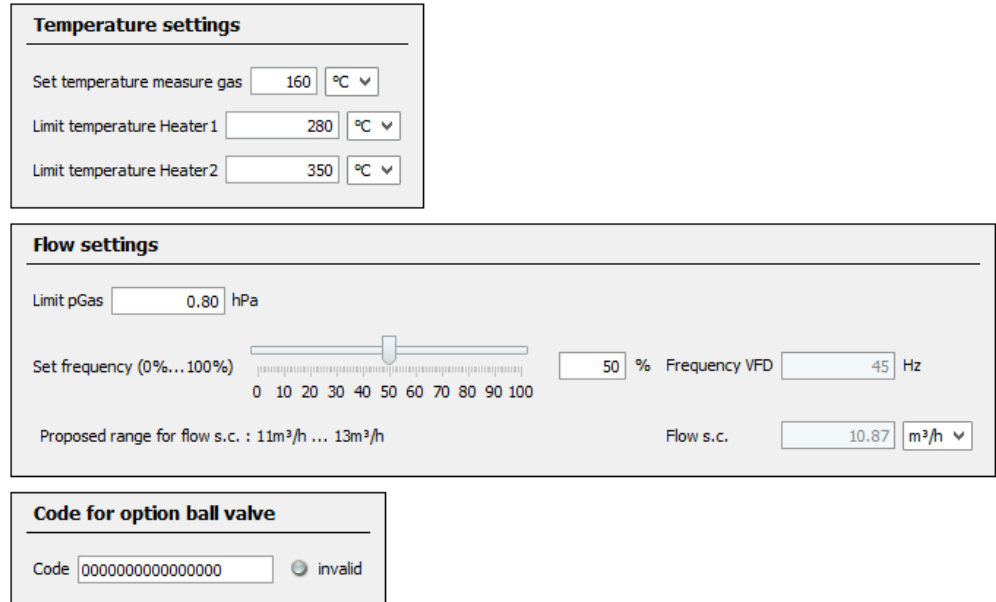 Temperature settings
Set temperature measure gas 160 °C
Limit temperature Heater1 280 °C
Limit temperature Heater2 350 °C
Flow settings
Limit pGas 0.80 hPa
Set frequency (0%...100%) 50 % Frequency VFD 45 Hz
0 10 20 30 40 50 60 70 80 90 100
Proposed range for flow s.c. : 11m³/h ... 13m³/h Flow s.c. 10.87 m³/h
Code for option ball valve
Code 0000000000000000 invalid